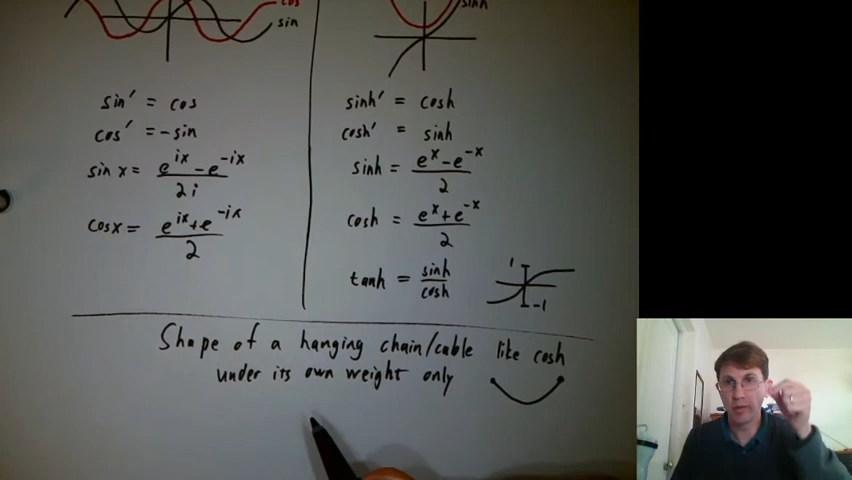 cos
sin
sin' = cos
cos' = -sin
sin x = (e^ix - e^-ix)/2i
cosx = (e^ix + e^-ix)/2
sinh
sinh' = cosh
cosh' = sinh
sinh = (e^x - e^-x)/2
cosh = (e^x + e^-x)/2
tanh = sinh/cosh
1
-1
Shape of a hanging chain/cable like cosh
under its own weight only